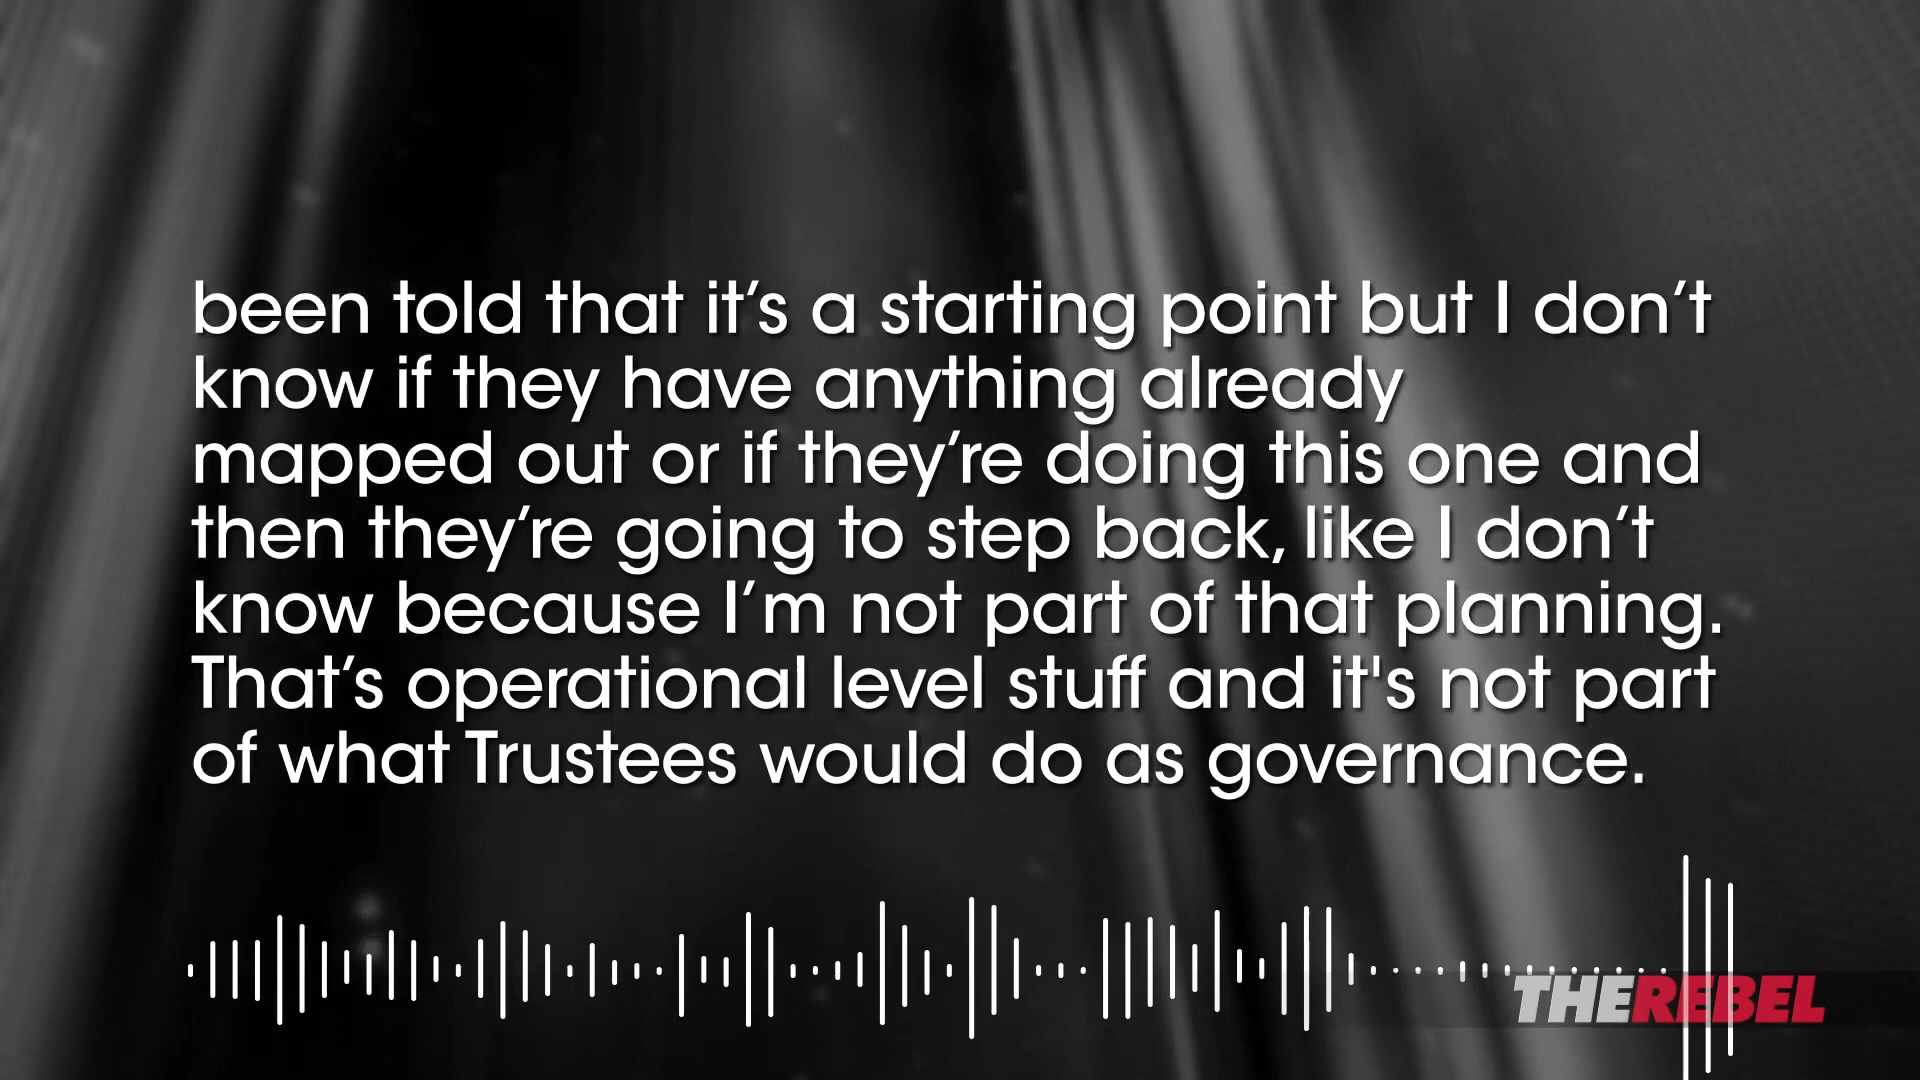 been told that it’s a starting point but I don’t
know if they have anything already
mapped out or if they’re doing this one and
then they’re going to step back, like I don’t
know because I’m not part of that planning.
That’s operational level stuff and it's not part
of what Trustees would do as governance.
THEREBEL